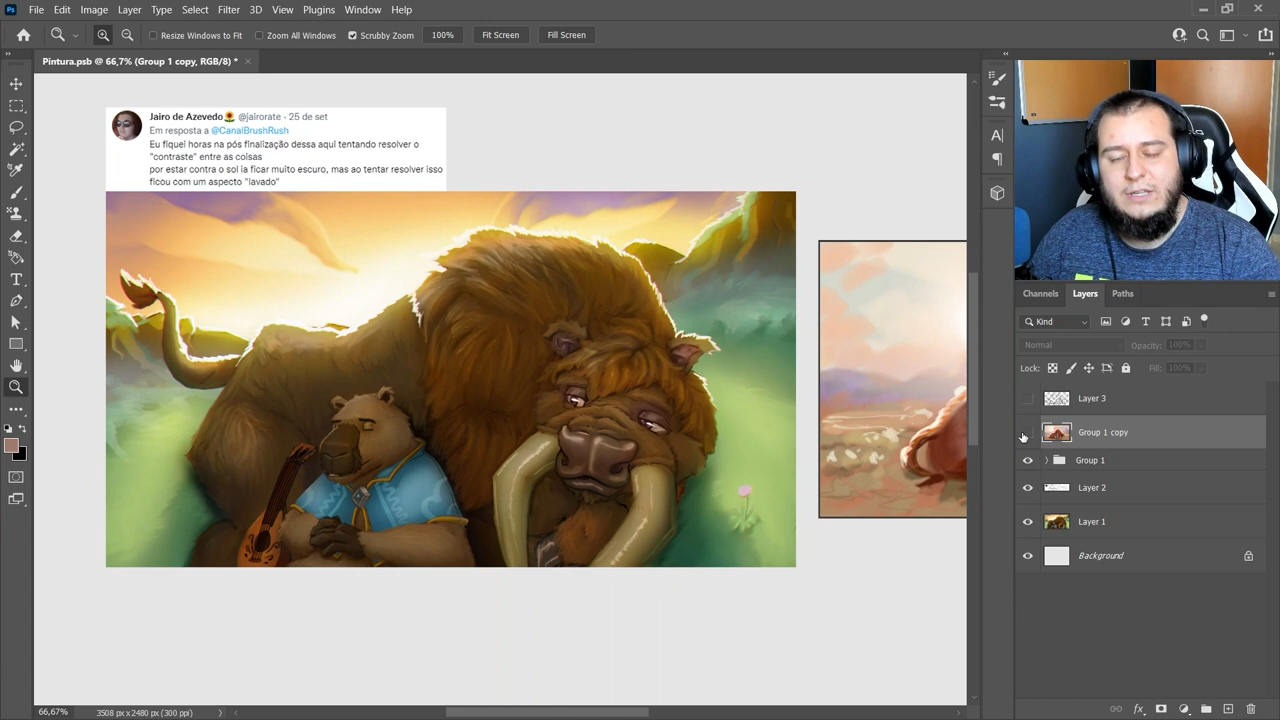 Ps File Edit Image Layer Type Select Filter 3D View Plugins Window Help
Resize Windows to Fit Zoom All Windows Scrubby Zoom 100% Fit Screen Fill Screen
Pintura.psb @ 66,7% (Group 1 copy, RGB/8) *
Jairo de Azevedo🌻 @jairorate · 25 de set
Em resposta a @CanalBrushRush
Eu fiquei horas na pós finalização dessa aqui tentando resolver o
"contraste" entre as coisas
por estar contra o sol ia ficar muito escuro, mas ao tentar resolver isso
ficou com um aspecto "lavado"
Channels Layers Paths
Kind
Normal Opacity: 100%
Lock: Fill: 100%
Layer 3
Group 1 copy
Group 1
Layer 2
Layer 1
Background
66,67% 3508 px x 2480 px (300 ppi)